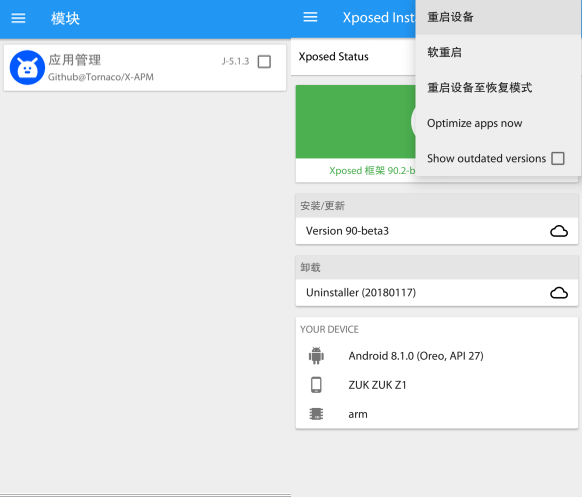 模块
应用管理
J-5.1.3
Github@Tornaco/X-APM
Xposed Inst
重启设备
软重启
重启设备至恢复模式
Optimize apps now
Show outdated versions
Xposed Status
Xposed 框架 90.2-b
安装/更新
Version 90-beta3
卸载
Uninstaller (20180117)
YOUR DEVICE
Android 8.1.0 (Oreo, API 27)
ZUK ZUK Z1
arm